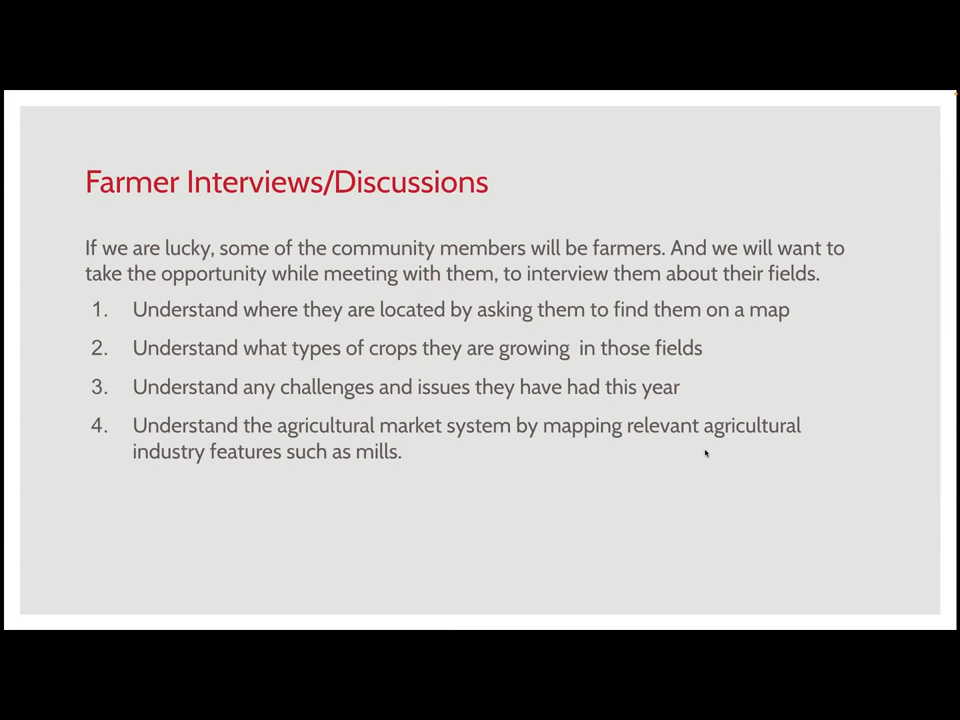 Farmer Interviews/Discussions
If we are lucky, some of the community members will be farmers. And we will want to
take the opportunity while meeting with them, to interview them about their fields.
1. Understand where they are located by asking them to find them on a map
2. Understand what types of crops they are growing  in those fields
3. Understand any challenges and issues they have had this year
4. Understand the agricultural market system by mapping relevant agricultural
industry features such as mills.